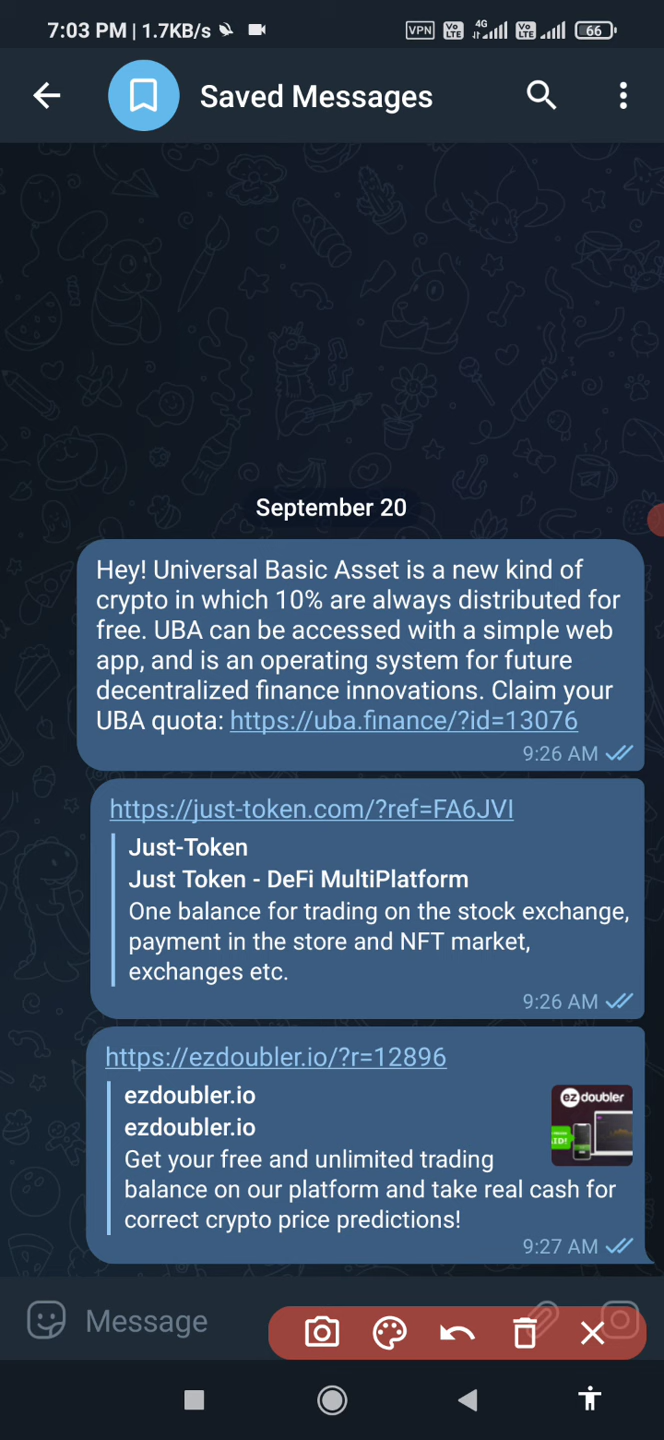 7:03 PM | 1.7KB/s
VPN
Vo
LTE
4G
Vo
LTE
66
Saved Messages
September 20
Hey! Universal Basic Asset is a new kind of
crypto in which 10% are always distributed for
free. UBA can be accessed with a simple web
app, and is an operating system for future
decentralized finance innovations. Claim your
UBA quota: https://uba.finance/?id=13076
9:26 AM
https://just-token.com/?ref=FA6JVI
Just-Token
Just Token - DeFi MultiPlatform
One balance for trading on the stock exchange,
payment in the store and NFT market,
exchanges etc.
9:26 AM
https://ezdoubler.io/?r=12896
ezdoubler.io
ezdoubler.io
ez doubler
Get your free and unlimited trading
balance on our platform and take real cash for
correct crypto price predictions!
9:27 AM
Message